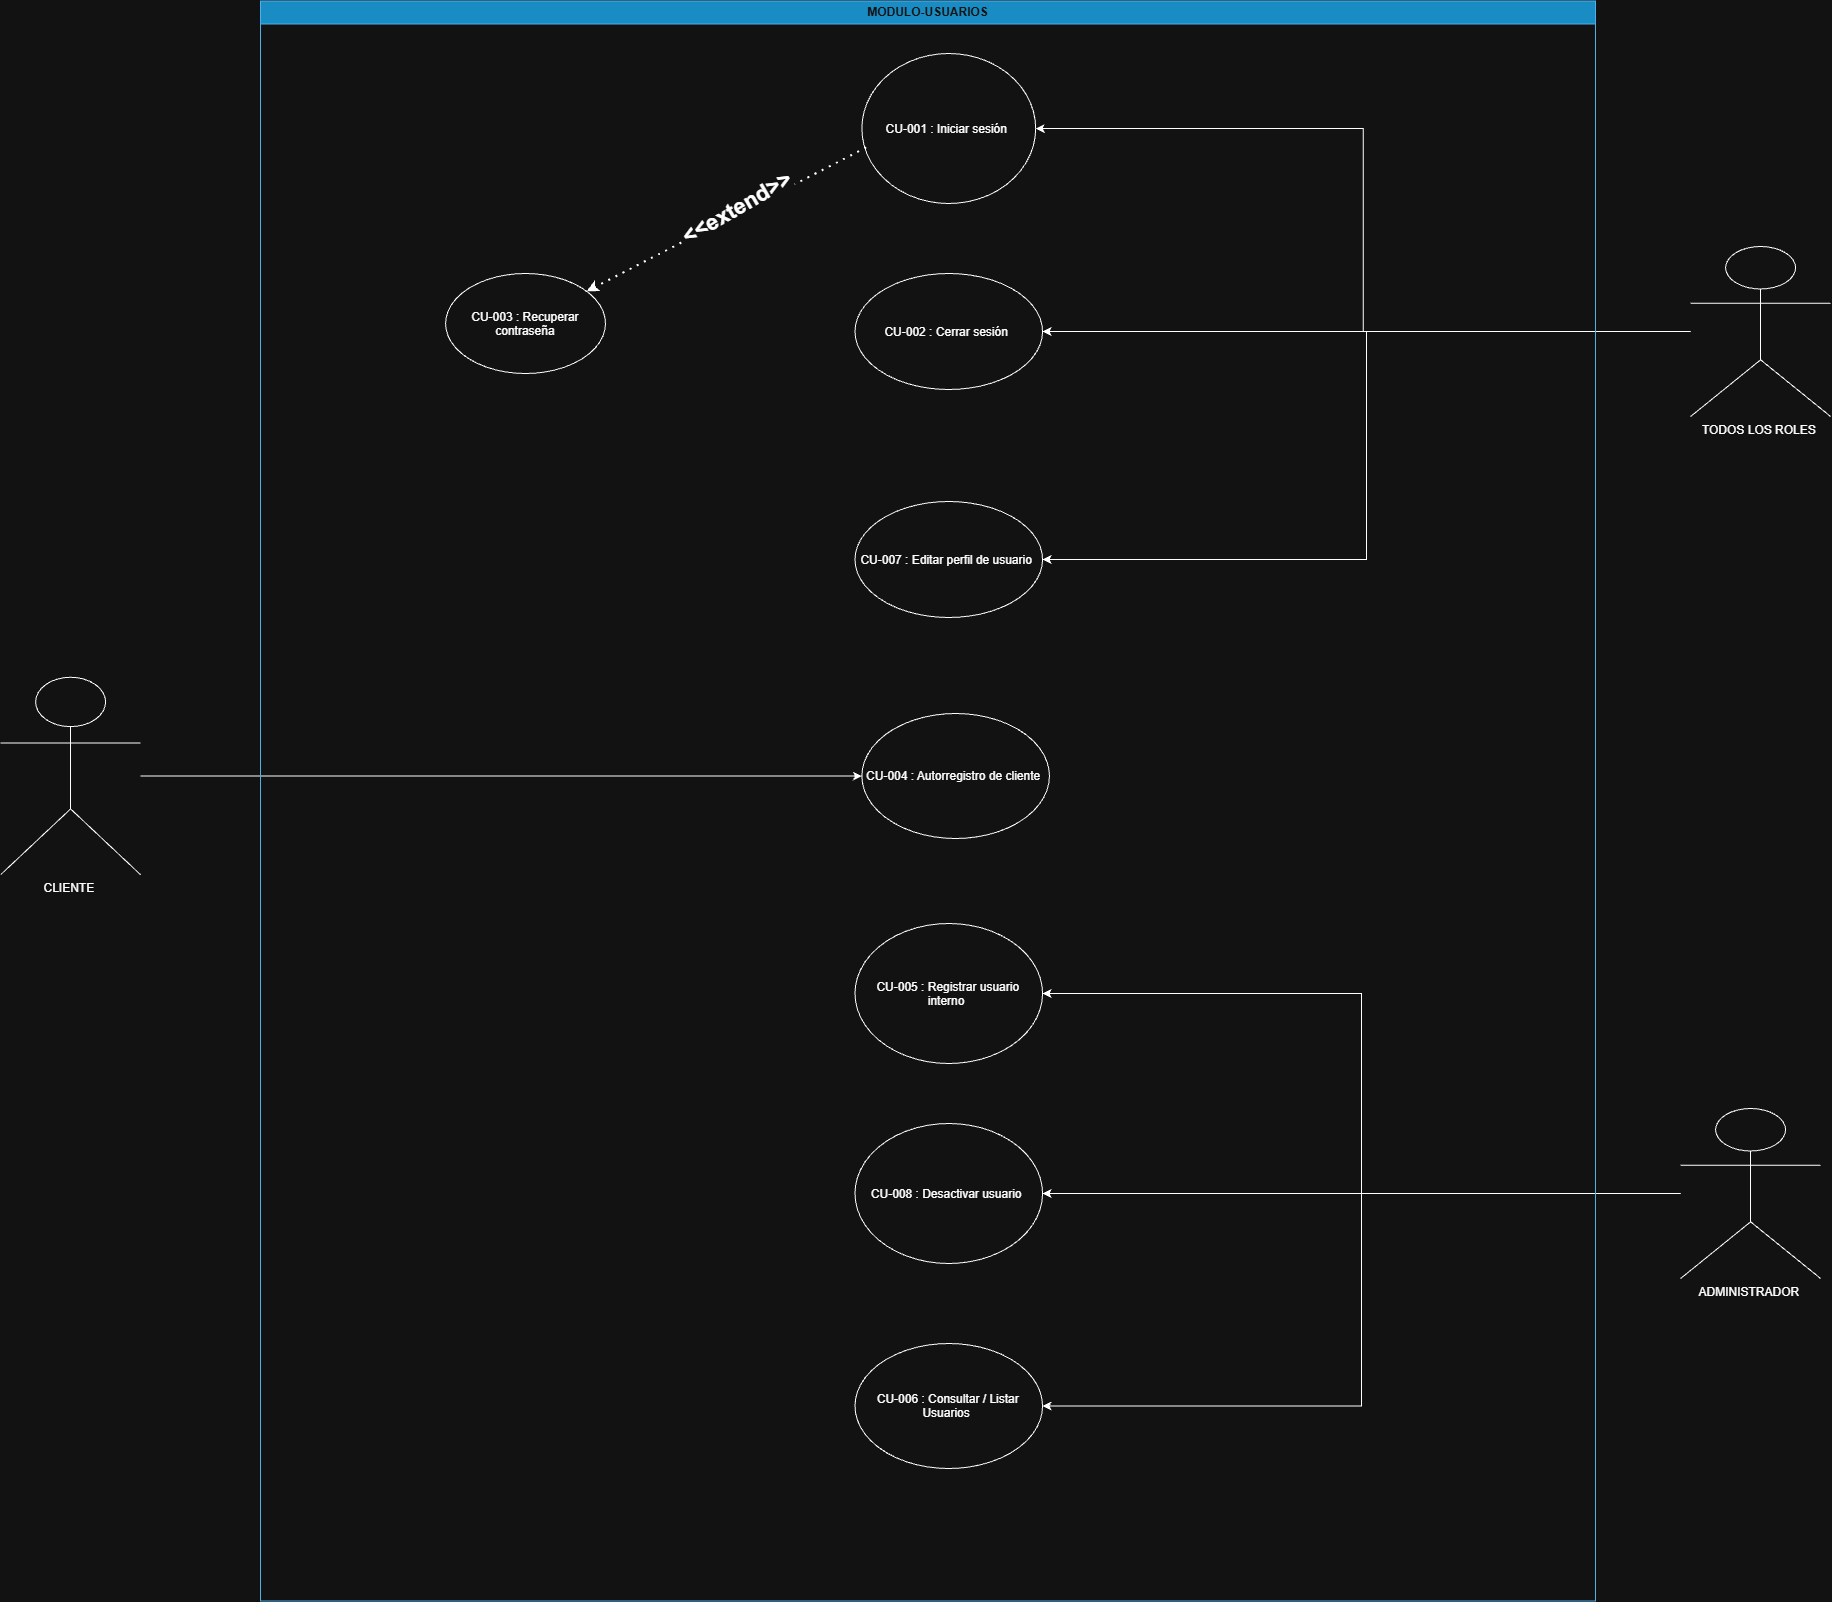 MODULO-USUARIOS
CU-001 : Iniciar sesión
<<extend>>
CU-003 : Recuperar
contraseña
CU-002 : Cerrar sesión
TODOS LOS ROLES
CU-007 : Editar perfil de usuario
CU-004 : Autorregistro de cliente
CLIENTE
CU-005 : Registrar usuario
interno
CU-008 : Desactivar usuario
ADMINISTRADOR
CU-006 : Consultar / Listar
Usuarios